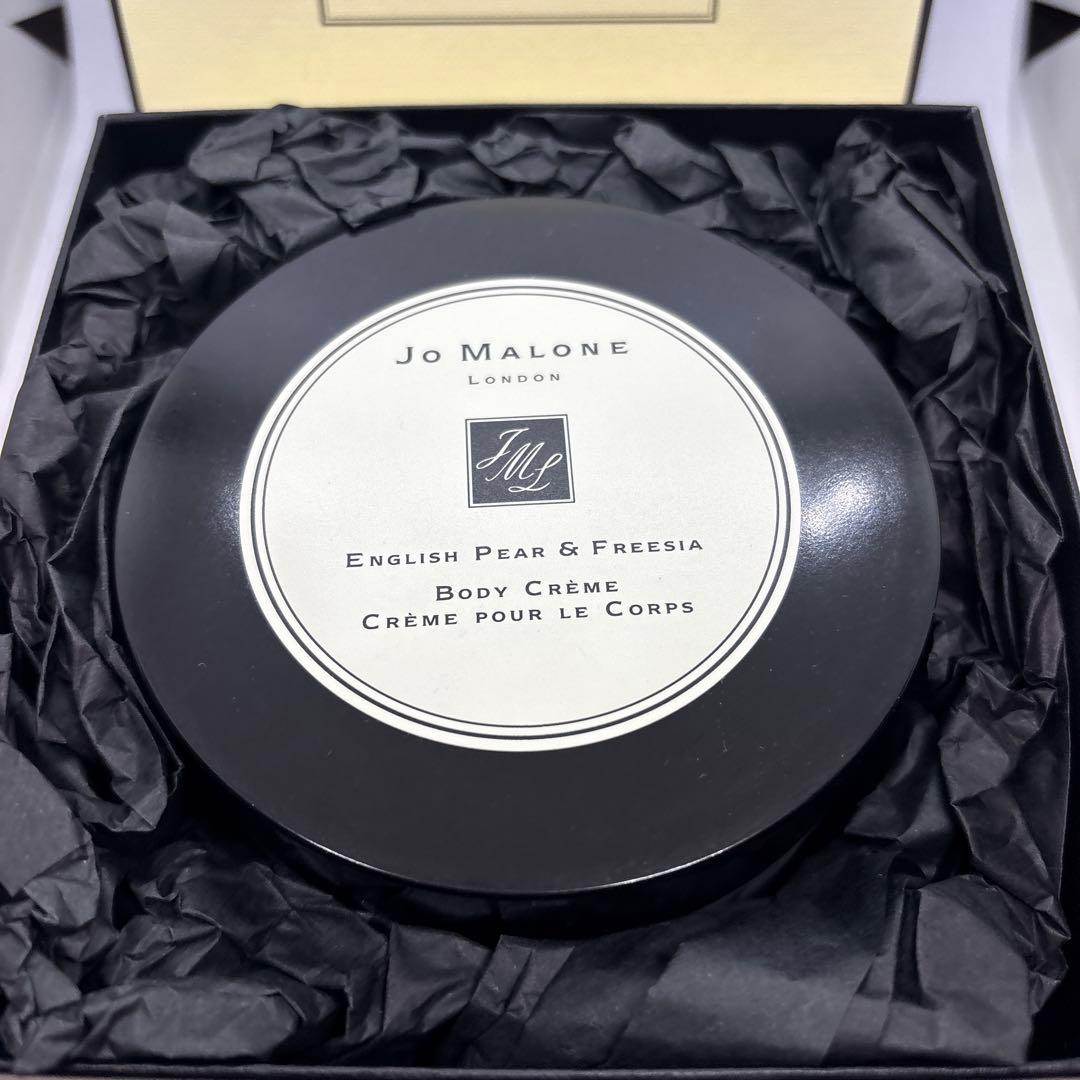 JO MALONE
LONDON
JML
ENGLISH PEAR & FREESIA
BODY CRÈME
CRÈME POUR LE CORPS